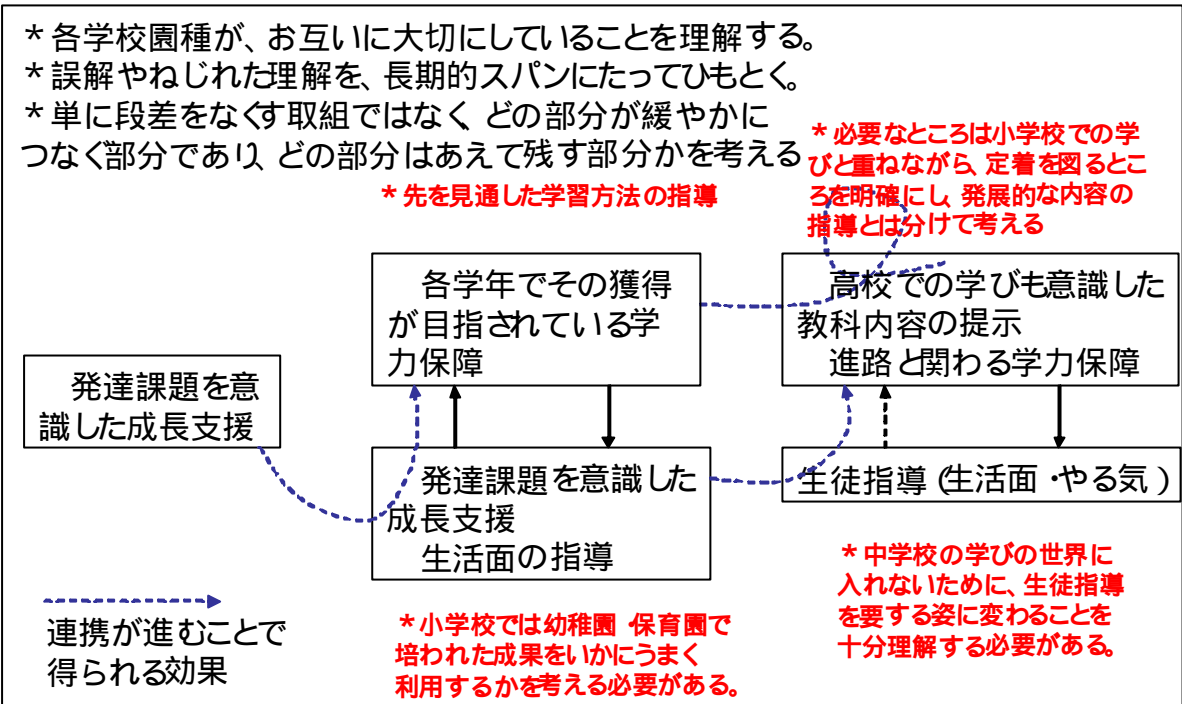 ＊各学校園種が、お互いに大切にしていることを理解する。
＊誤解やねじれた理解を、長期的スパンにたってひもとく。
＊単に段差をなくす取組ではなく、どの部分が緩やかに
つなぐ部分であり、どの部分はあえて残す部分かを考える
＊必要なところは小学校での学
びと重ねながら、定着を図るとこ
ろを明確にし、発展的な内容の
指導とは分けて考える
＊先を見通した学習方法の指導
各学年でその獲得
が目指されている学
力保障
高校での学びも意識した
教科内容の提示
進路と関わる学力保障
発達課題を意
識した成長支援
発達課題を意識した
成長支援
生活面の指導
生徒指導（生活面・やる気）
＊中学校の学びの世界に
入れないために、生徒指導
を要する姿に変わることを
十分理解する必要がある。
＊小学校では幼稚園・保育園で
培われた成果をいかにうまく
利用するかを考える必要がある。
連携が進むことで
得られる効果